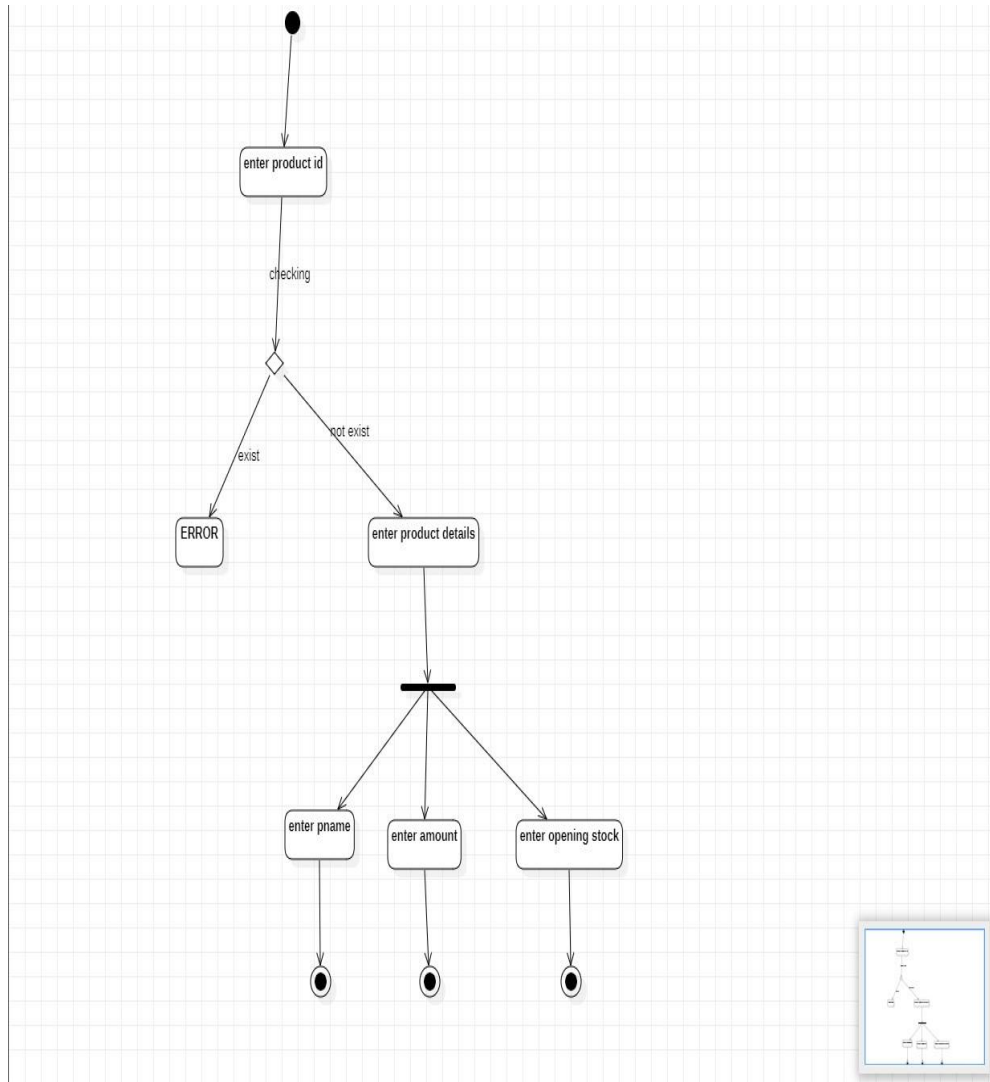 enter product id
checking
not exist
exist
ERROR
enter product details
enter pname
enter amount
enter opening stock